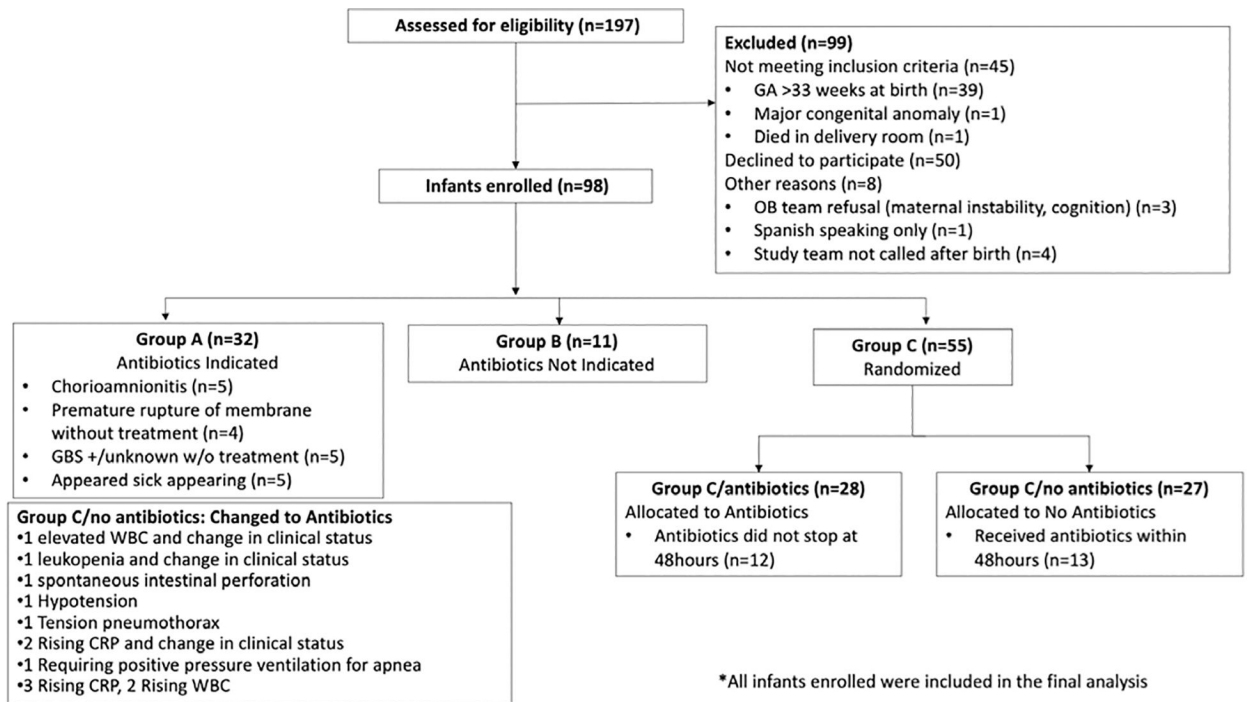 Assessed for eligibility (n=197)
Excluded (n=99)
Not meeting inclusion criteria (n=45)
• GA >33 weeks at birth (n=39)
• Major congenital anomaly (n=1)
• Died in delivery room (n=1)
Declined to participate (n=50)
Other reasons (n=8)
• OB team refusal (maternal instability, cognition) (n=3)
• Spanish speaking only (n=1)
• Study team not called after birth (n=4)
Infants enrolled (n=98)
Group A (n=32)
Antibiotics Indicated
• Chorioamnionitis (n=5)
• Premature rupture of membrane
without treatment (n=4)
• GBS +/unknown w/o treatment (n=5)
• Appeared sick appearing (n=5)
Group B (n=11)
Antibiotics Not Indicated
Group C (n=55)
Randomized
Group C/antibiotics (n=28)
Allocated to Antibiotics
• Antibiotics did not stop at
48hours (n=12)
Group C/no antibiotics (n=27)
Allocated to No Antibiotics
• Received antibiotics within
48hours (n=13)
Group C/no antibiotics: Changed to Antibiotics
•1 elevated WBC and change in clinical status
•1 leukopenia and change in clinical status
•1 spontaneous intestinal perforation
•1 Hypotension
•1 Tension pneumothorax
•2 Rising CRP and change in clinical status
•1 Requiring positive pressure ventilation for apnea
•3 Rising CRP, 2 Rising WBC
*All infants enrolled were included in the final analysis